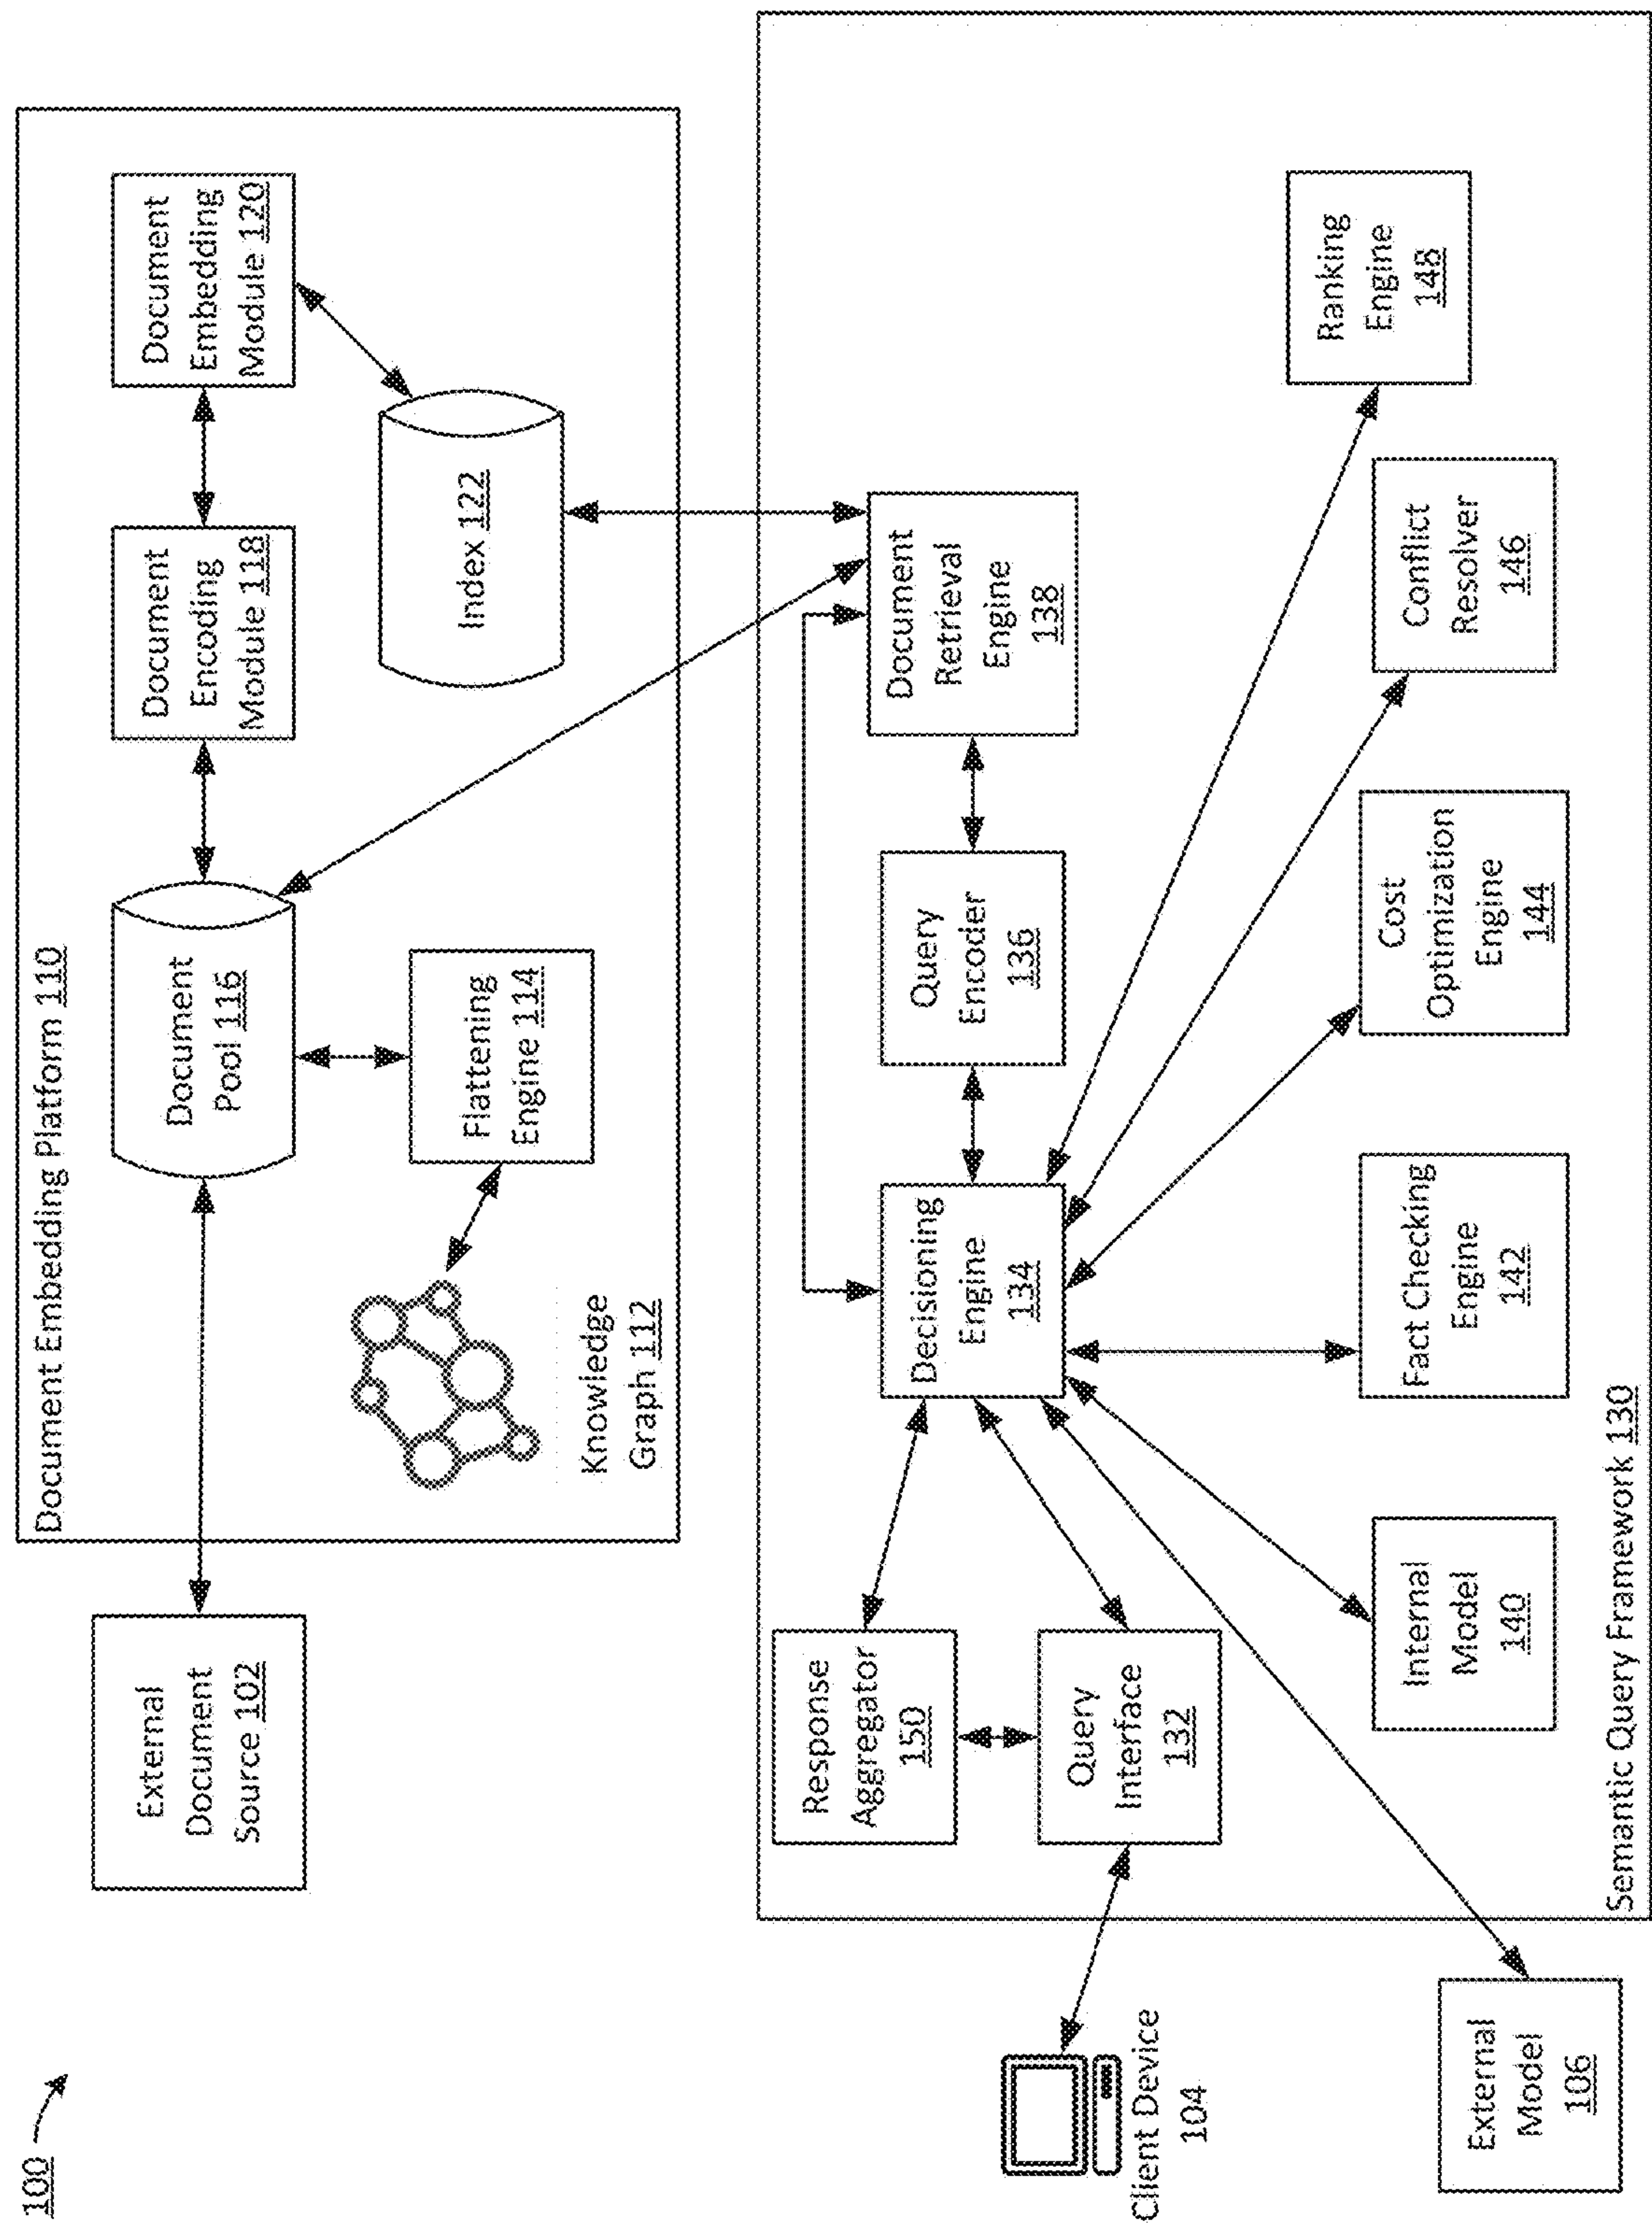 100
External
Document
Source 102
Document Embedding Platform 110
Document
Pool 116
Document
Encoding
Module 118
Document
Embedding
Module 120
Knowledge
Graph 112
Flattening
Engine 114
Index 122
Client Device
104
External
Model
106
Response
Aggregator
150
Query
Interface
132
Decisioning
Engine
134
Query
Encoder
136
Document
Retrieval
Engine
138
Internal
Model
140
Fact Checking
Engine
142
Cost
Optimization
Engine
144
Conflict
Resolver
146
Ranking
Engine
148
Semantic Query Framework 130